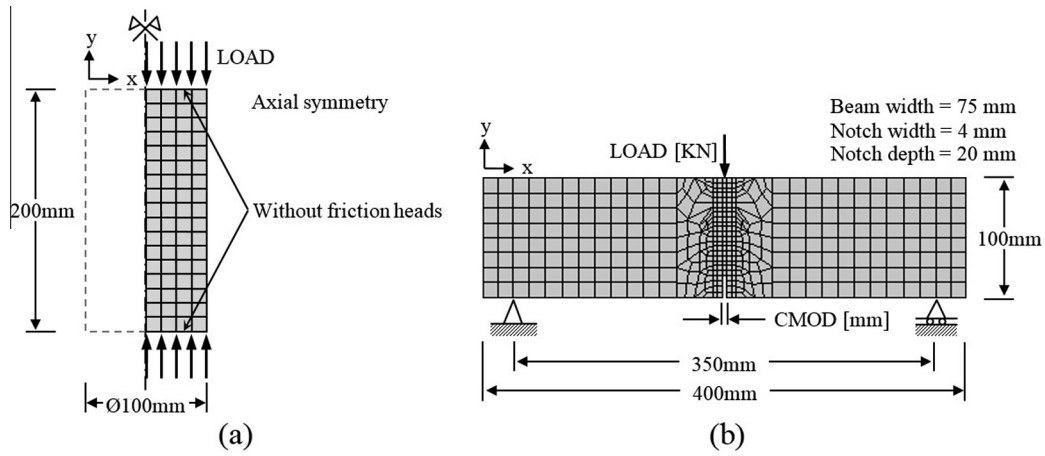 y
x
LOAD
Axial symmetry
200mm
Without friction heads
Ø100mm
(a)
Beam width = 75 mm
Notch width = 4 mm
Notch depth = 20 mm
y
x
LOAD [KN]
100mm
CMOD [mm]
350mm
400mm
(b)